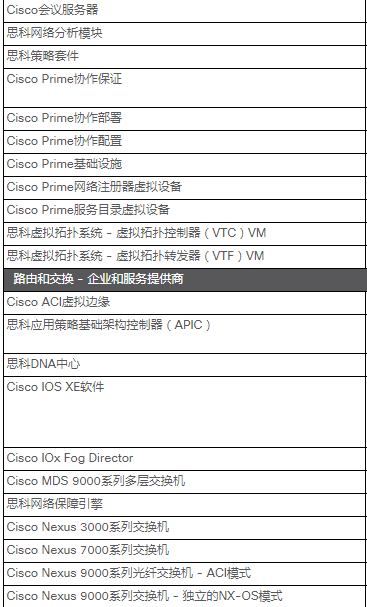 Cisco会议服务器
思科网络分析模块
思科策略套件
Cisco Prime协作保证
Cisco Prime协作部署
Cisco Prime协作配置
Cisco Prime基础设施
Cisco Prime网络注册器虚拟设备
Cisco Prime服务目录虚拟设备
思科虚拟拓扑系统 - 虚拟拓扑控制器（VTC）VM
思科虚拟拓扑系统 - 虚拟拓扑转发器（VTF）VM
路由和交换 - 企业和服务提供商
Cisco ACI虚拟边缘
思科应用策略基础架构控制器（APIC）
思科DNA中心
Cisco IOS XE软件
Cisco IOx Fog Director
Cisco MDS 9000系列多层交换机
思科网络保障引擎
Cisco Nexus 3000系列交换机
Cisco Nexus 7000系列交换机
Cisco Nexus 9000系列光纤交换机 - ACI模式
Cisco Nexus 9000系列交换机 - 独立的NX-OS模式